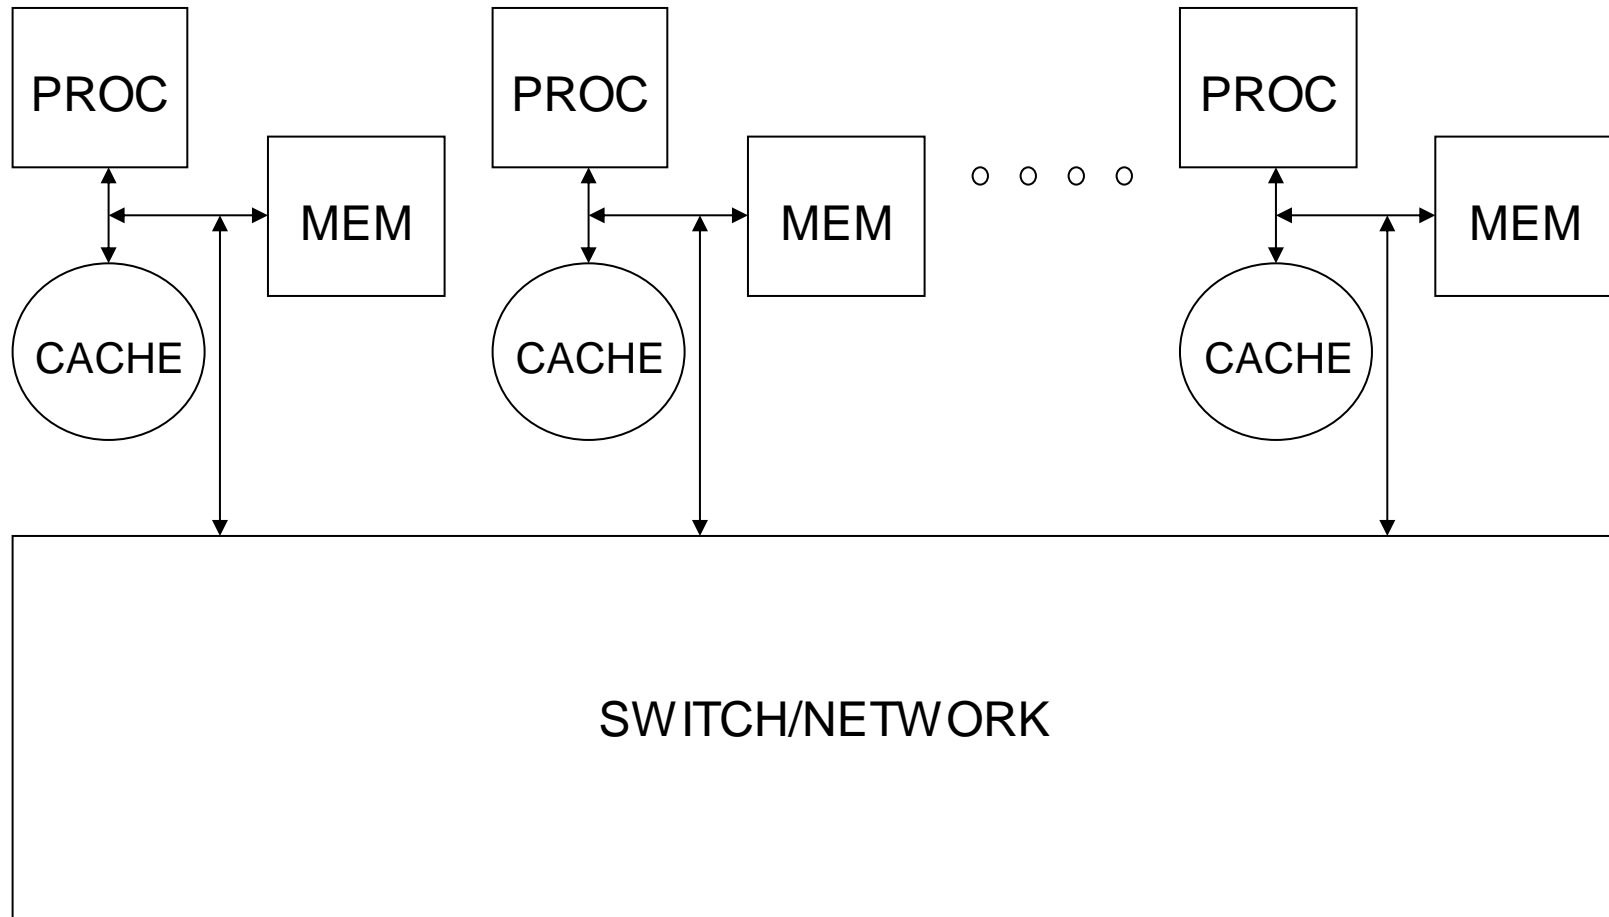 PROC
PROC
PROC
MEM
MEM
MEM
CACHE
CACHE
CACHE
SWITCH/NETWORK